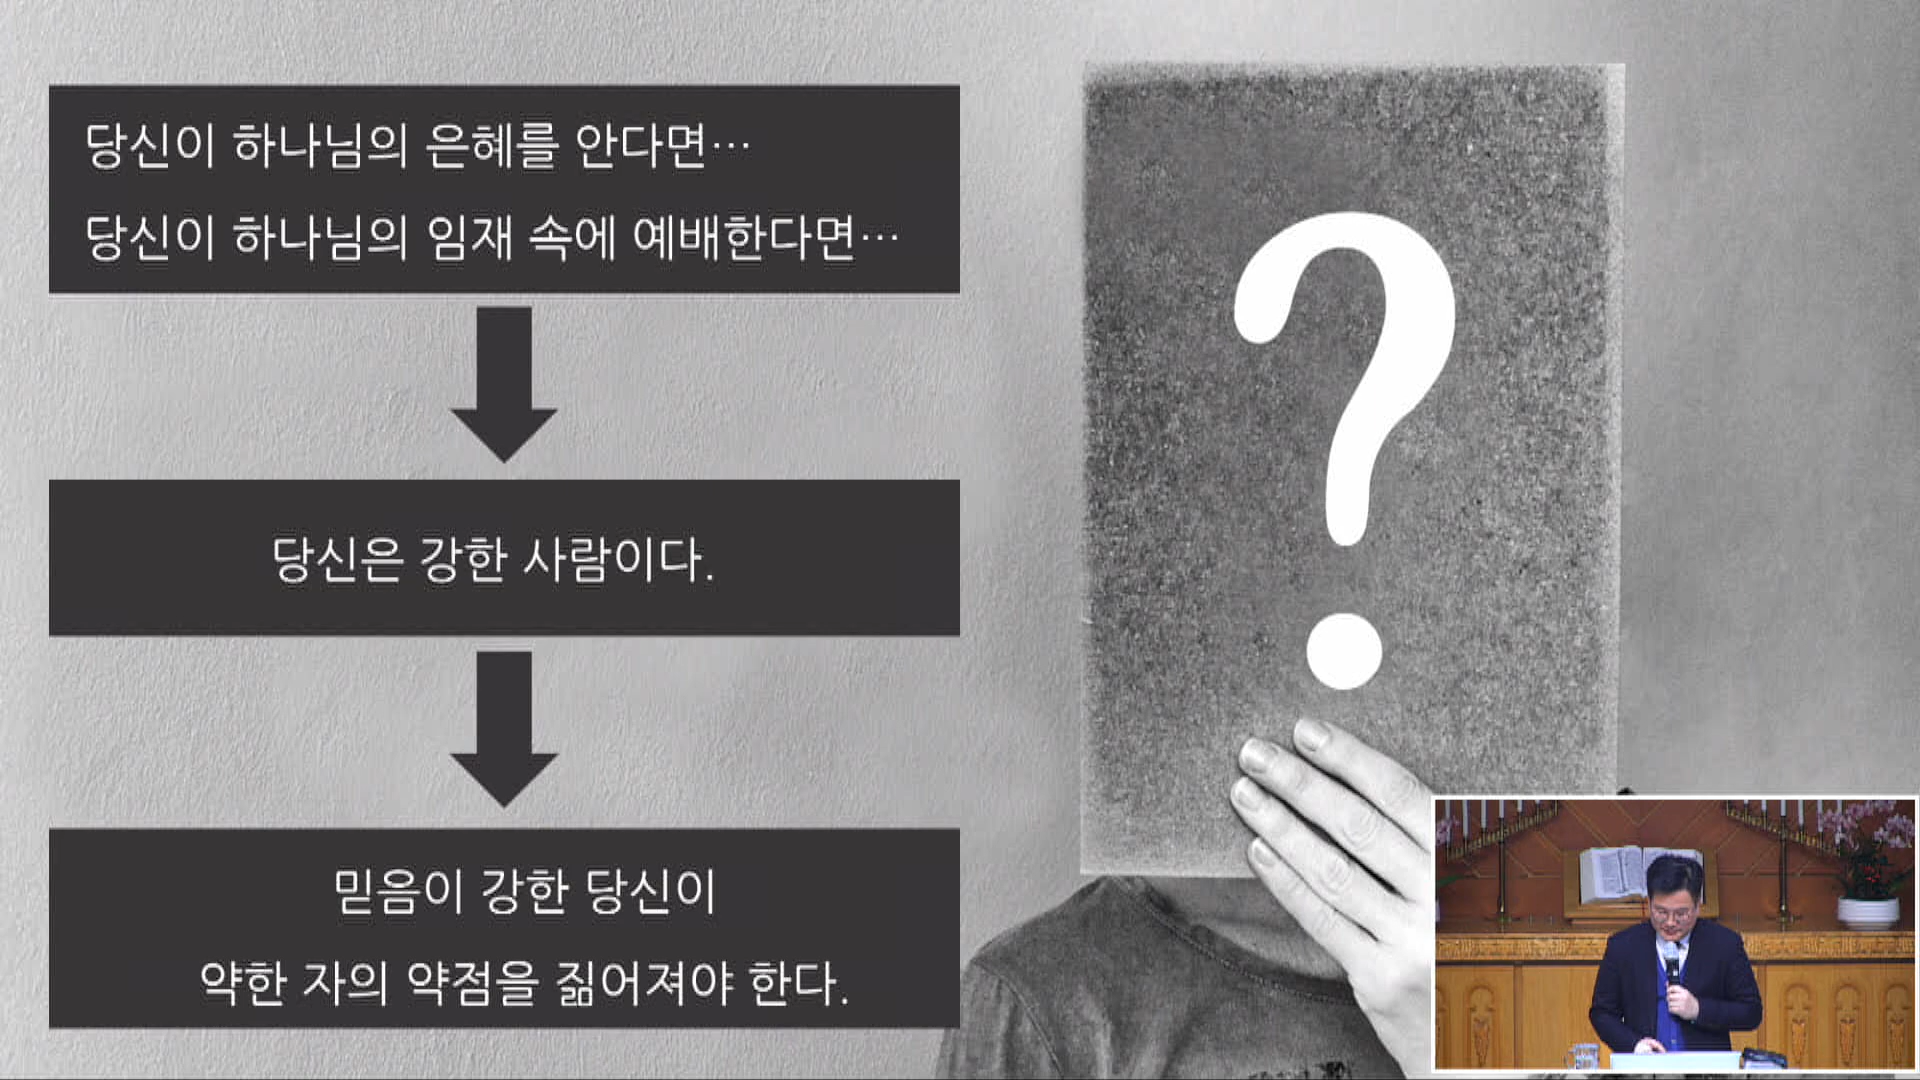 당신이 하나님의 은혜를 안다면…
당신이 하나님의 임재 속에 예배한다면…
당신은 강한 사람이다.
믿음이 강한 당신이
약한 자의 약점을 짊어져야 한다.
?